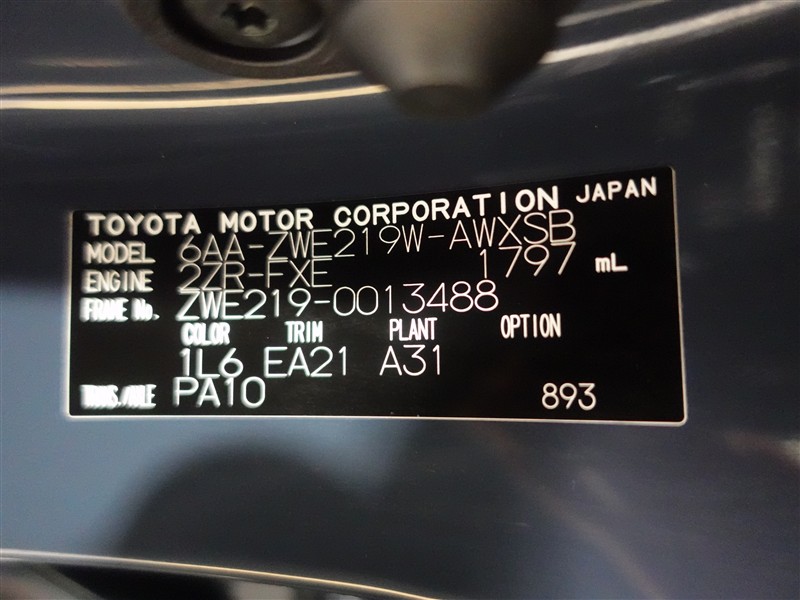 TOYOTA MOTOR CORPORATION JAPAN
MODEL 6AA-ZWE219W-AWXSB
ENGINE 2ZR-FXE 1797 mL
FRAME No. ZWE219-0013488
COLOR TRIM PLANT OPTION
1L6 EA21 A31
TRANS./AXLE PA10 893